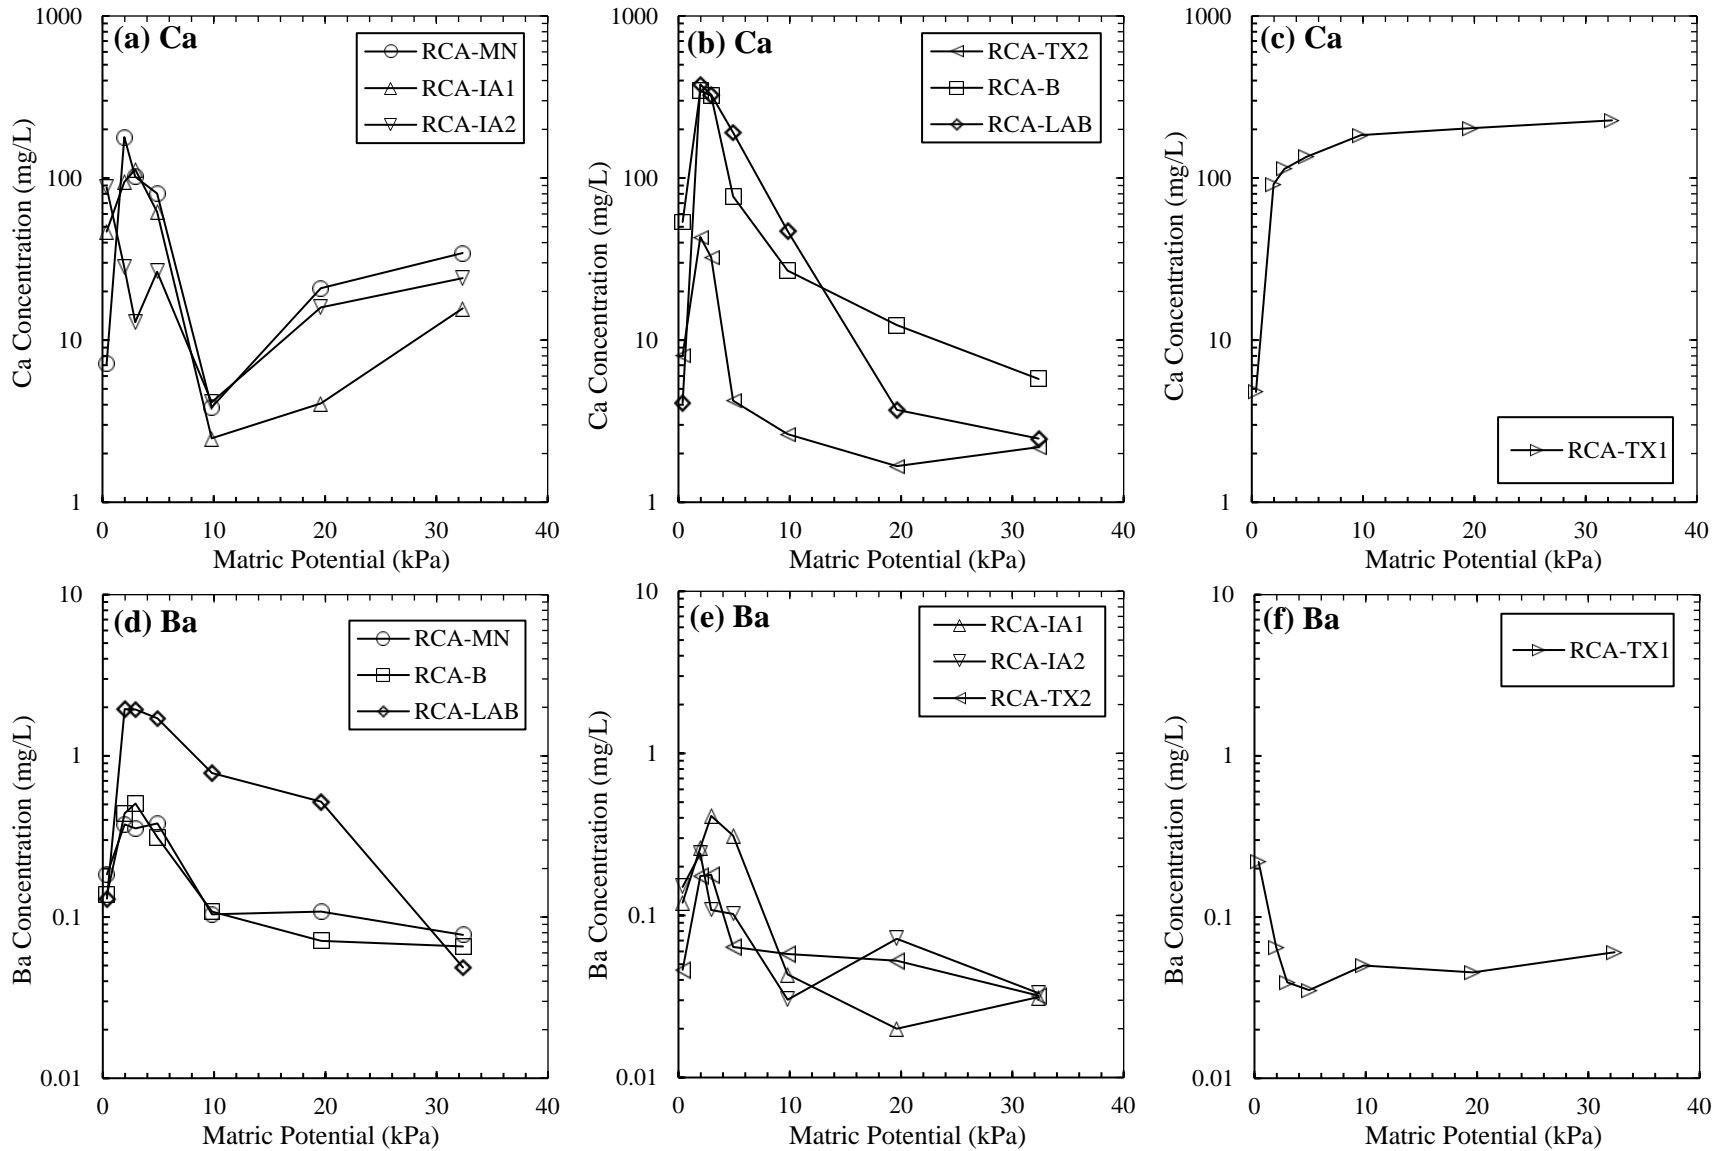 (a) Ca
RCA-MN
RCA-IA1
RCA-IA2
1000
100
10
1
Ca Concentration (mg/L)
0 10 20 30 40
Matric Potential (kPa)
(b) Ca
RCA-TX2
RCA-B
RCA-LAB
1000
100
10
1
Ca Concentration (mg/L)
0 10 20 30 40
Matric Potential (kPa)
(c) Ca
RCA-TX1
1000
100
10
1
Ca Concentration (mg/L)
0 10 20 30 40
Matric Potential (kPa)
(d) Ba
RCA-MN
RCA-B
RCA-LAB
10
1
0.1
0.01
Ba Concentration (mg/L)
0 10 20 30 40
Matric Potential (kPa)
(e) Ba
RCA-IA1
RCA-IA2
RCA-TX2
10
1
0.1
0.01
Ba Concentration (mg/L)
0 10 20 30 40
Matric Potential (kPa)
(f) Ba
RCA-TX1
10
1
0.1
0.01
Ba Concentration (mg/L)
0 10 20 30 40
Matric Potential (kPa)